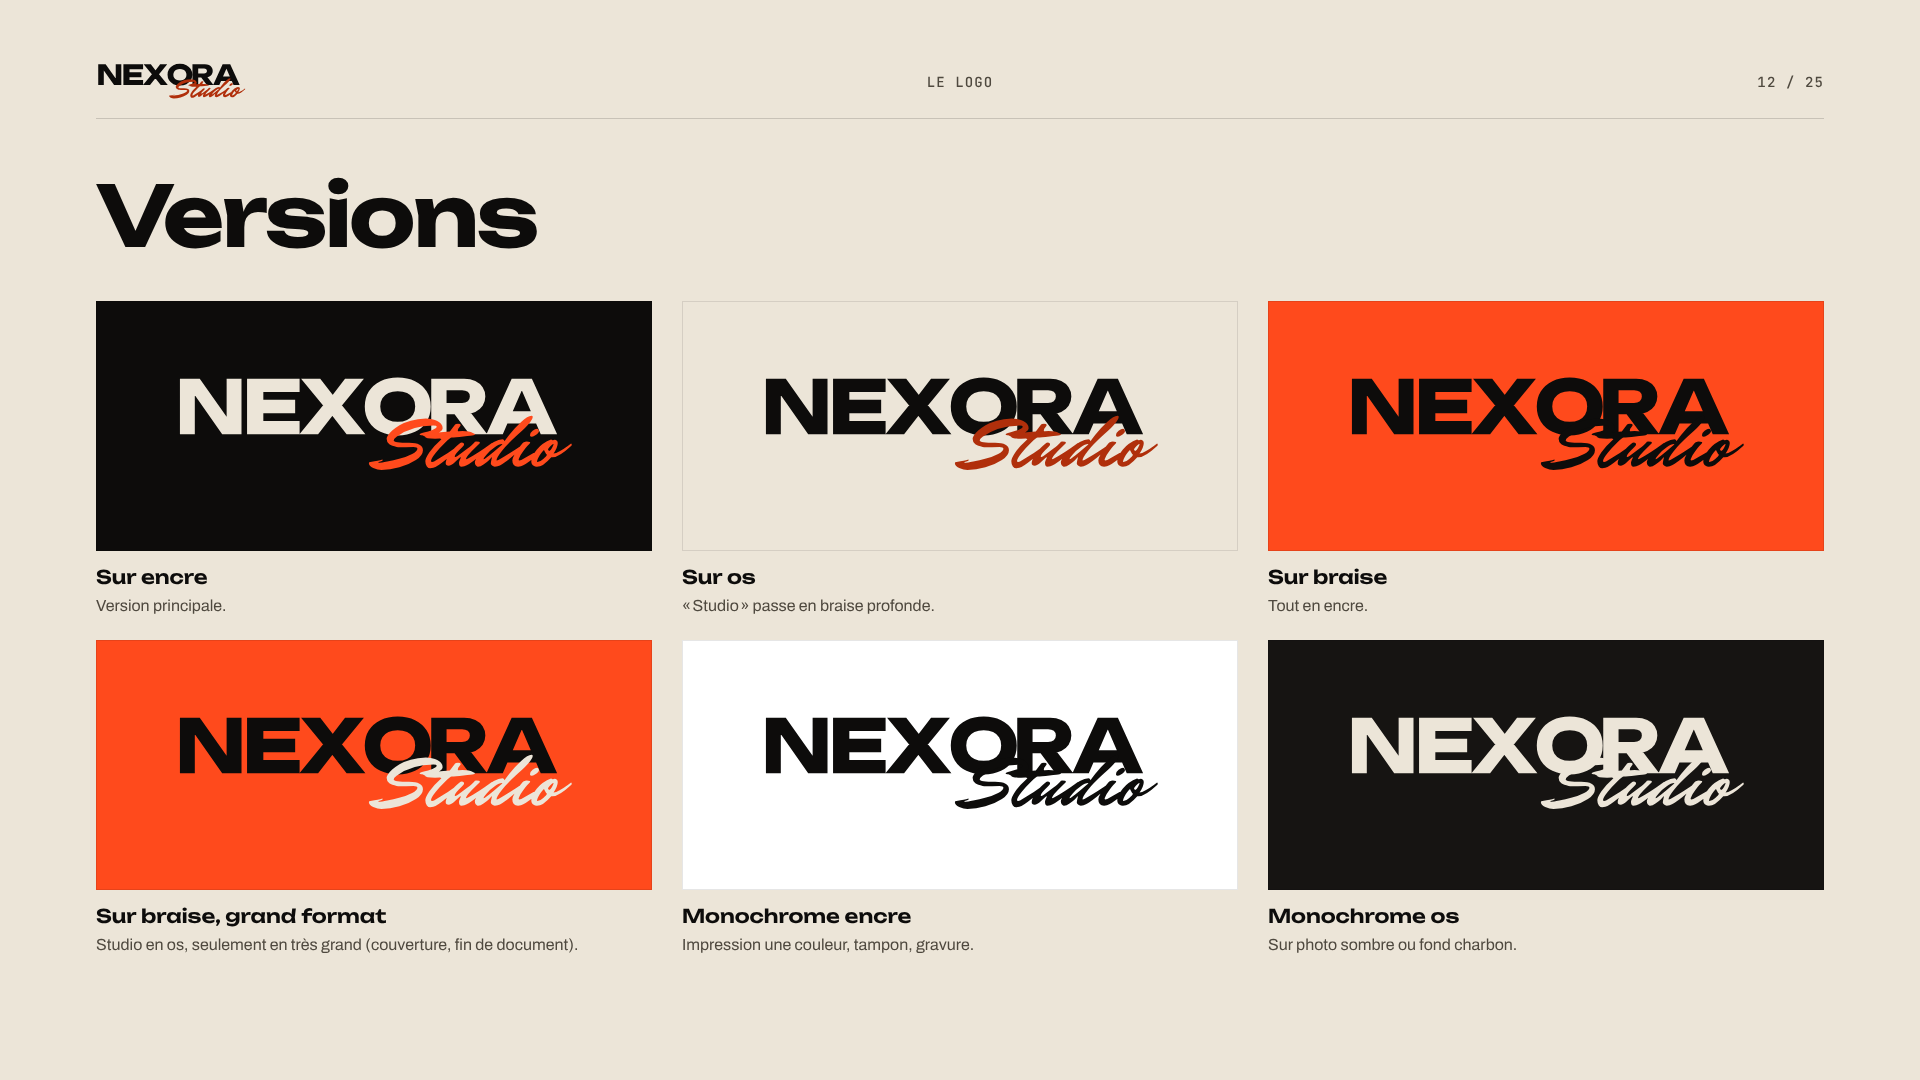 NEXORA
Studio
LE LOGO
12 / 25
Versions
NEXORA
Studio
NEXORA
Studio
NEXORA
Studio
Sur encre
Version principale.
Sur os
« Studio » passe en braise profonde.
Sur braise
Tout en encre.
NEXORA
Studio
NEXORA
Studio
NEXORA
Studio
Sur braise, grand format
Studio en os, seulement en très grand (couverture, fin de document).
Monochrome encre
Impression une couleur, tampon, gravure.
Monochrome os
Sur photo sombre ou fond charbon.